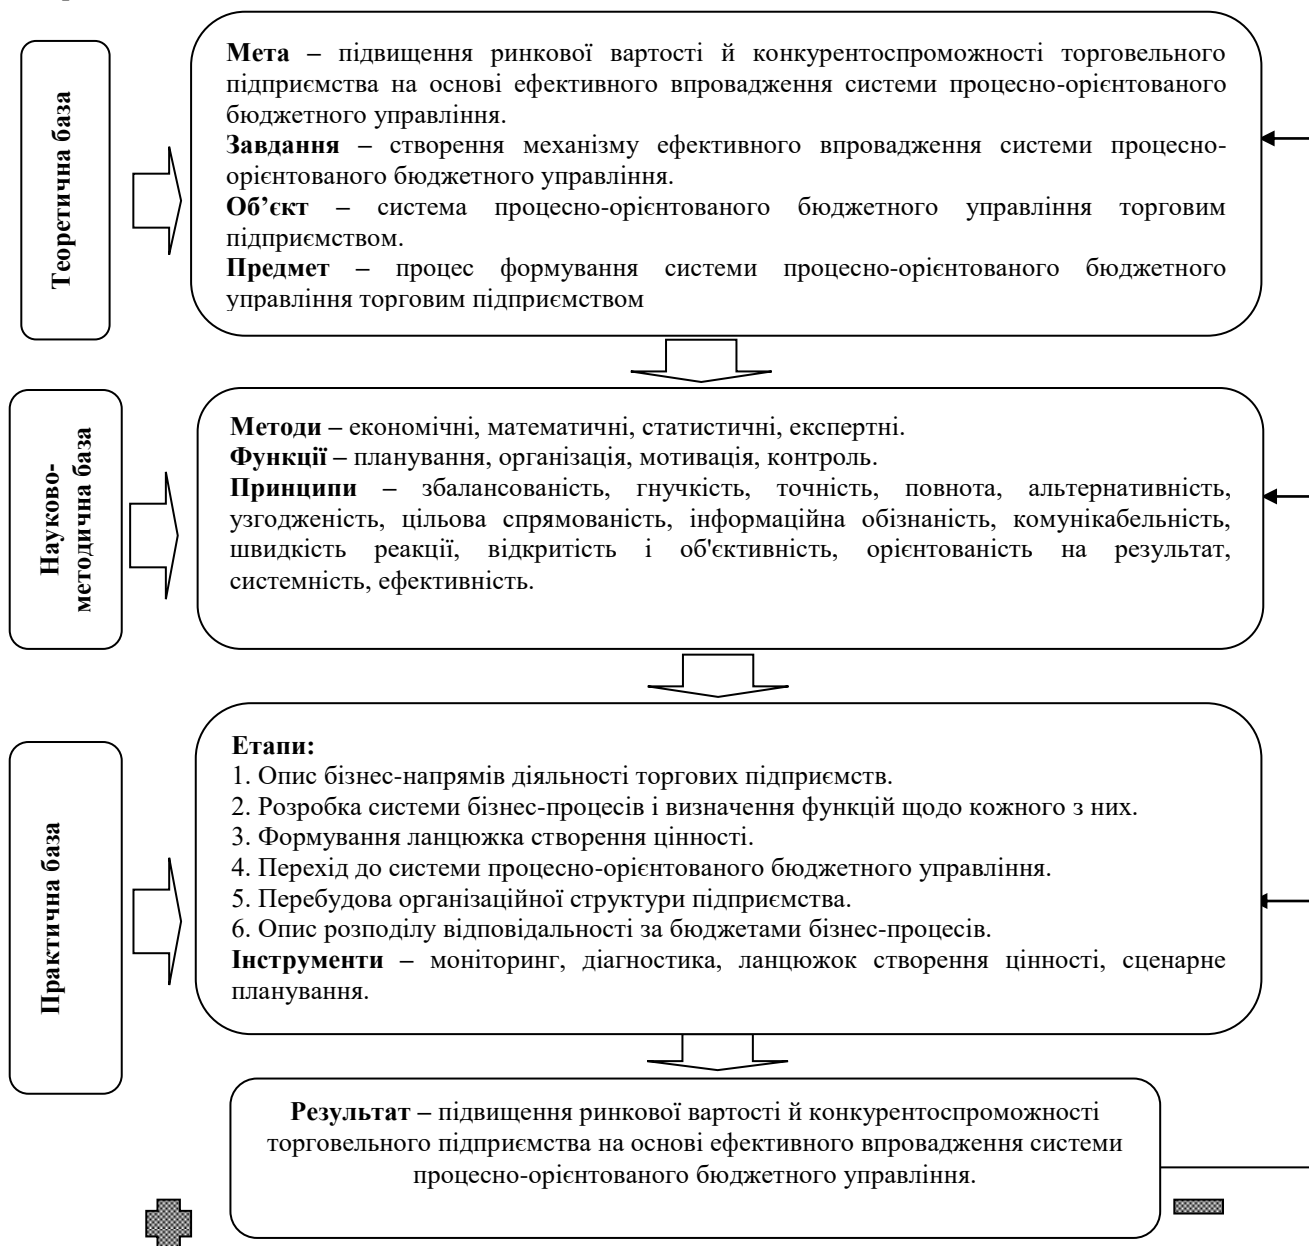 Теоретична база
Мета – підвищення ринкової вартості й конкурентоспроможності торговельного
підприємства на основі ефективного впровадження системи процесно-орієнтованого
бюджетного управління.
Завдання – створення механізму ефективного впровадження системи процесно-
орієнтованого бюджетного управління.
Об’єкт – система процесно-орієнтованого бюджетного управління торговим
підприємством.
Предмет – процес формування системи процесно-орієнтованого бюджетного
управління торговим підприємством
Науково-
методична база
Методи – економічні, математичні, статистичні, експертні.
Функції – планування, організація, мотивація, контроль.
Принципи – збалансованість, гнучкість, точність, повнота, альтернативність,
узгодженість, цільова спрямованість, інформаційна обізнаність, комунікабельність,
швидкість реакції, відкритість і об'єктивність, орієнтованість на результат,
системність, ефективність.
Практична база
Етапи:
1. Опис бізнес-напрямів діяльності торгових підприємств.
2. Розробка системи бізнес-процесів і визначення функцій щодо кожного з них.
3. Формування ланцюжка створення цінності.
4. Перехід до системи процесно-орієнтованого бюджетного управління.
5. Перебудова організаційної структури підприємства.
6. Опис розподілу відповідальності за бюджетами бізнес-процесів.
Інструменти – моніторинг, діагностика, ланцюжок створення цінності, сценарне
планування.
Результат – підвищення ринкової вартості й конкурентоспроможності
торговельного підприємства на основі ефективного впровадження системи
процесно-орієнтованого бюджетного управління.